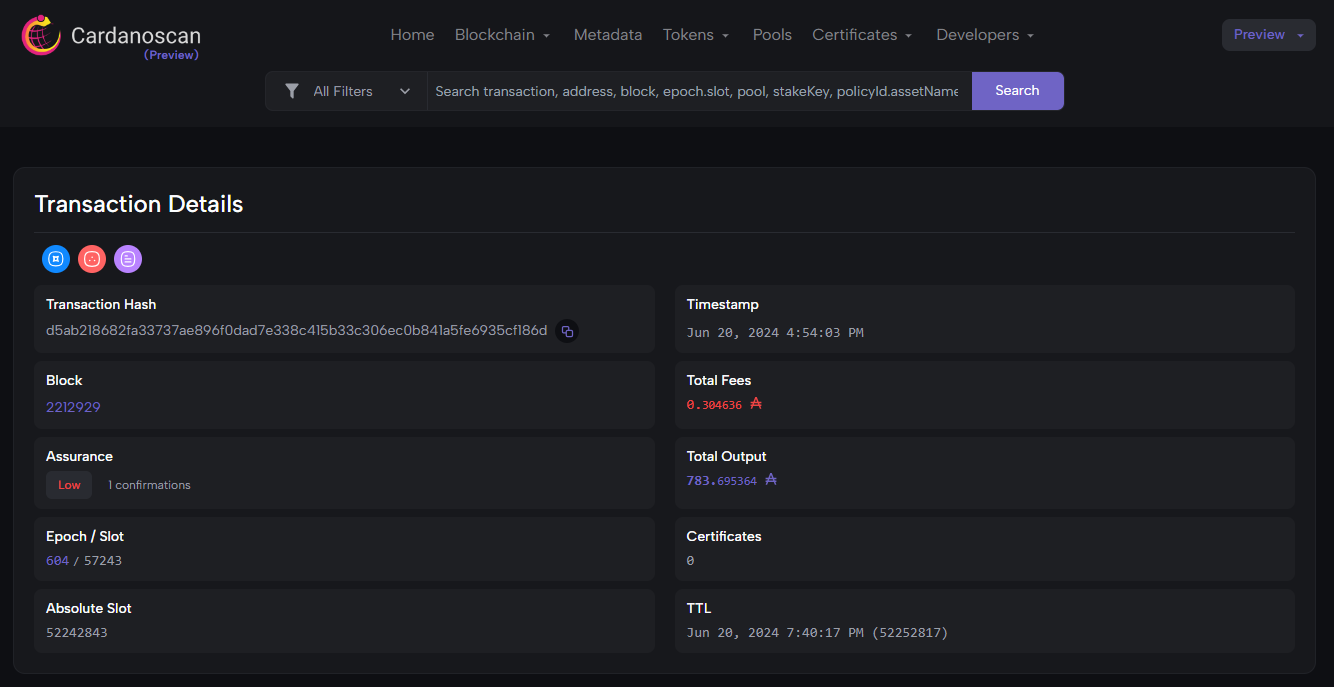 Cardanoscan
(Preview)
Home Blockchain Metadata Tokens Pools Certificates Developers
Preview
All Filters
Search transaction, address, block, epoch.slot, pool, stakeKey, policyId.assetName
Search
Transaction Details
Transaction Hash
d5ab218682fa33737ae896f0dad7e338c415b33c306ec0b841a5fe6935cf186d
Timestamp
Jun 20, 2024 4:54:03 PM
Block
2212929
Total Fees
0.304636 ₳
Assurance
Low 1 confirmations
Total Output
783.695364 ₳
Epoch / Slot
604 / 57243
Certificates
0
Absolute Slot
52242843
TTL
Jun 20, 2024 7:40:17 PM (52252817)